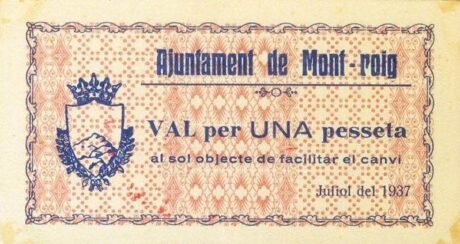 Ajuntament de Mont-roig
VAL per UNA pesseta
al sol objecte de facilitar el canvi
Juliol del 1937